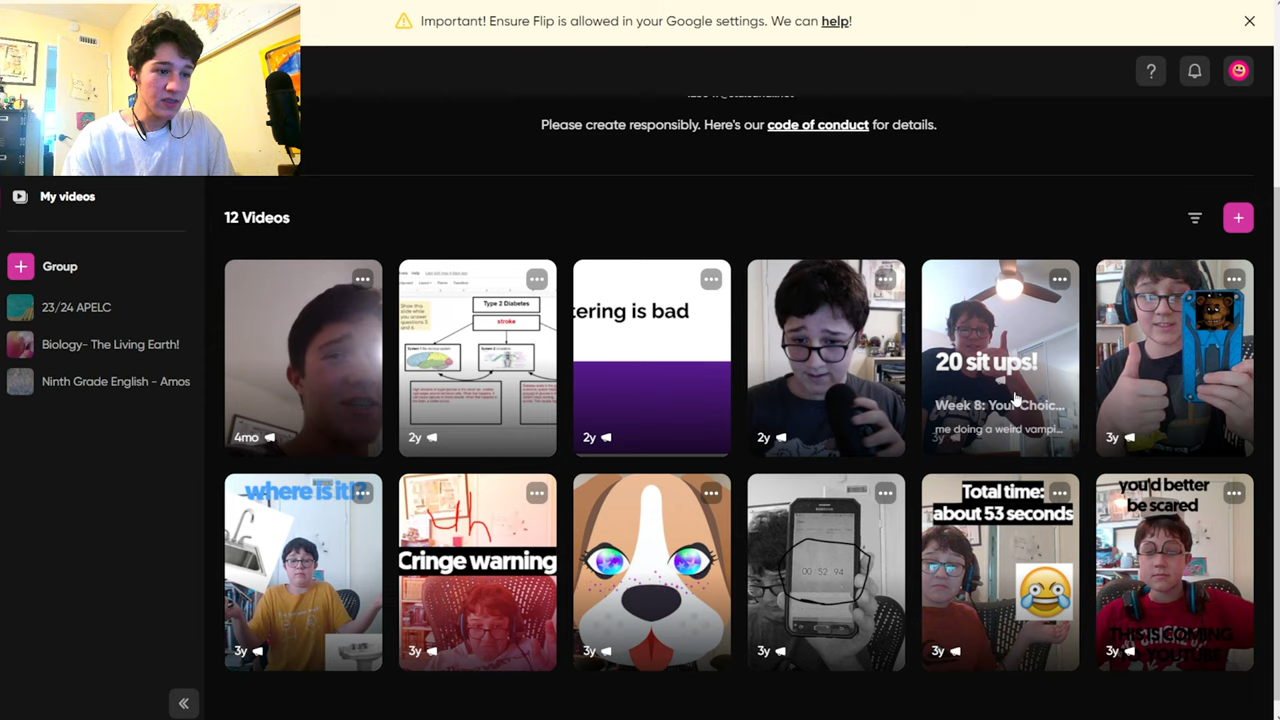 Important! Ensure Flip is allowed in your Google settings. We can help!
Please create responsibly. Here's our code of conduct for details.
My videos
12 Videos
Group
23/24 APELC
Biology- The Living Earth!
Ninth Grade English - Amos
4mo
Type 2 Diabetes
stroke
2y
tering is bad
2y
2y
20 sit ups!
Week 8: Your Choic...
me doing a weird vampi...
3y
3y
where is it!?
3y
Cringe warning
3y
3y
00 52 94
3y
Total time:
about 53 seconds
3y
you'd better
be scared
THIS IS COMING
YOUTUBE
3y